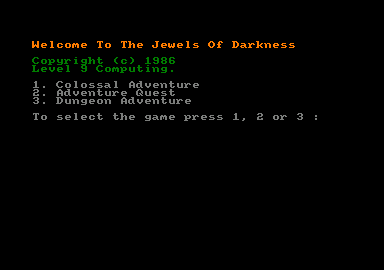 Welcome To The Jewels Of Darkness
Copyright (c) 1986
Level 9 Computing.
1. Colossal Adventure
2. Adventure Quest
3. Dungeon Adventure
To select the game press 1, 2 or 3 :